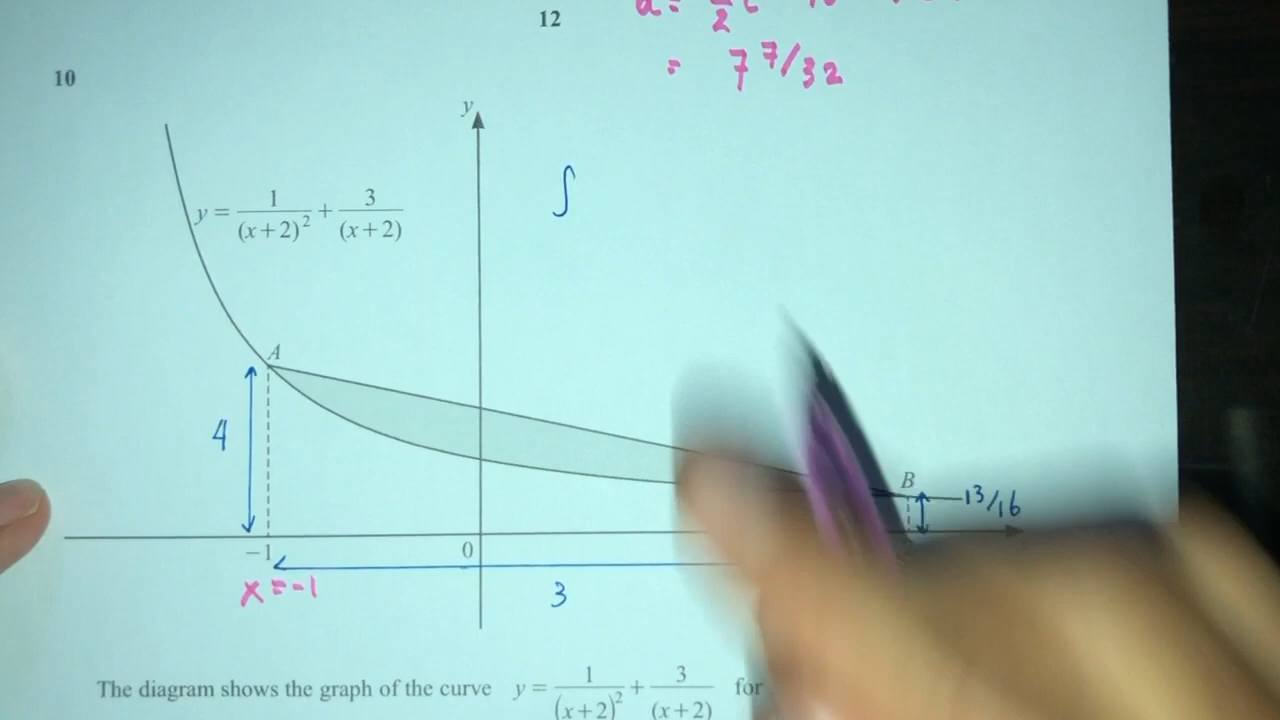 12
= 7 7/32
10
y
∫
y = 1/(x+2)² + 3/(x+2)
A
4
B
13/16
−1 0
x = -1
3
The diagram shows the graph of the curve y = 1/(x+2)² + 3/(x+2) for